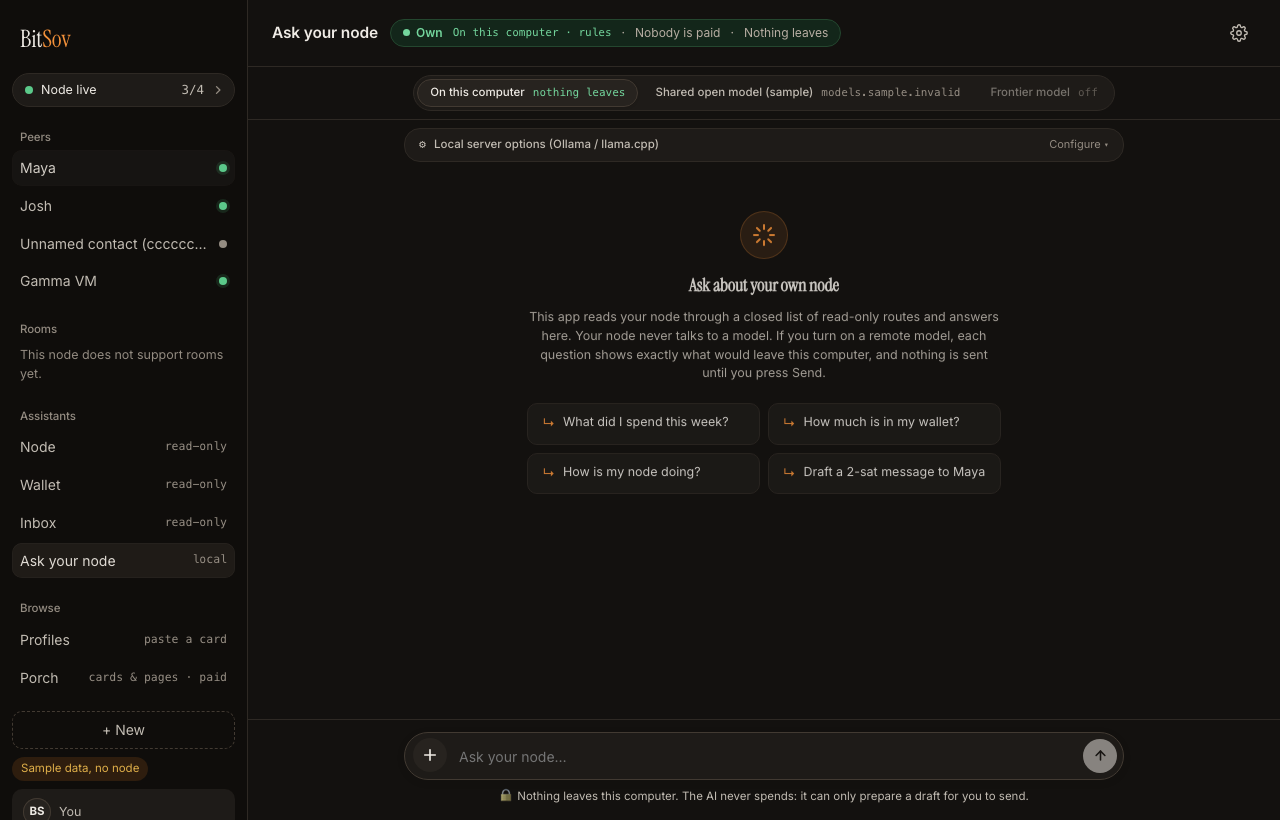 BitSov
Node live 3/4
Peers
Maya
Josh
Unnamed contact (cccccc...
Gamma VM
Rooms
This node does not support rooms
yet.
Assistants
Node read-only
Wallet read-only
Inbox read-only
Ask your node local
Browse
Profiles paste a card
Porch cards & pages · paid
+ New
Sample data, no node
BS You
Ask your node
Own On this computer · rules · Nobody is paid · Nothing leaves
On this computer nothing leaves Shared open model (sample) models.sample.invalid Frontier model off
Local server options (Ollama / llama.cpp) Configure
Ask about your own node
This app reads your node through a closed list of read-only routes and answers
here. Your node never talks to a model. If you turn on a remote model, each
question shows exactly what would leave this computer, and nothing is sent
until you press Send.
What did I spend this week? How much is in my wallet?
How is my node doing? Draft a 2-sat message to Maya
Ask your node...
Nothing leaves this computer. The AI never spends: it can only prepare a draft for you to send.